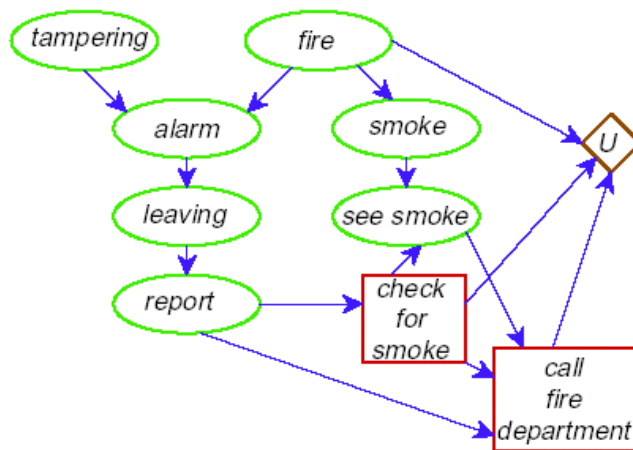 tampering
fire
alarm
smoke
U
leaving
see smoke
report
check
for
smoke
call
fire
department